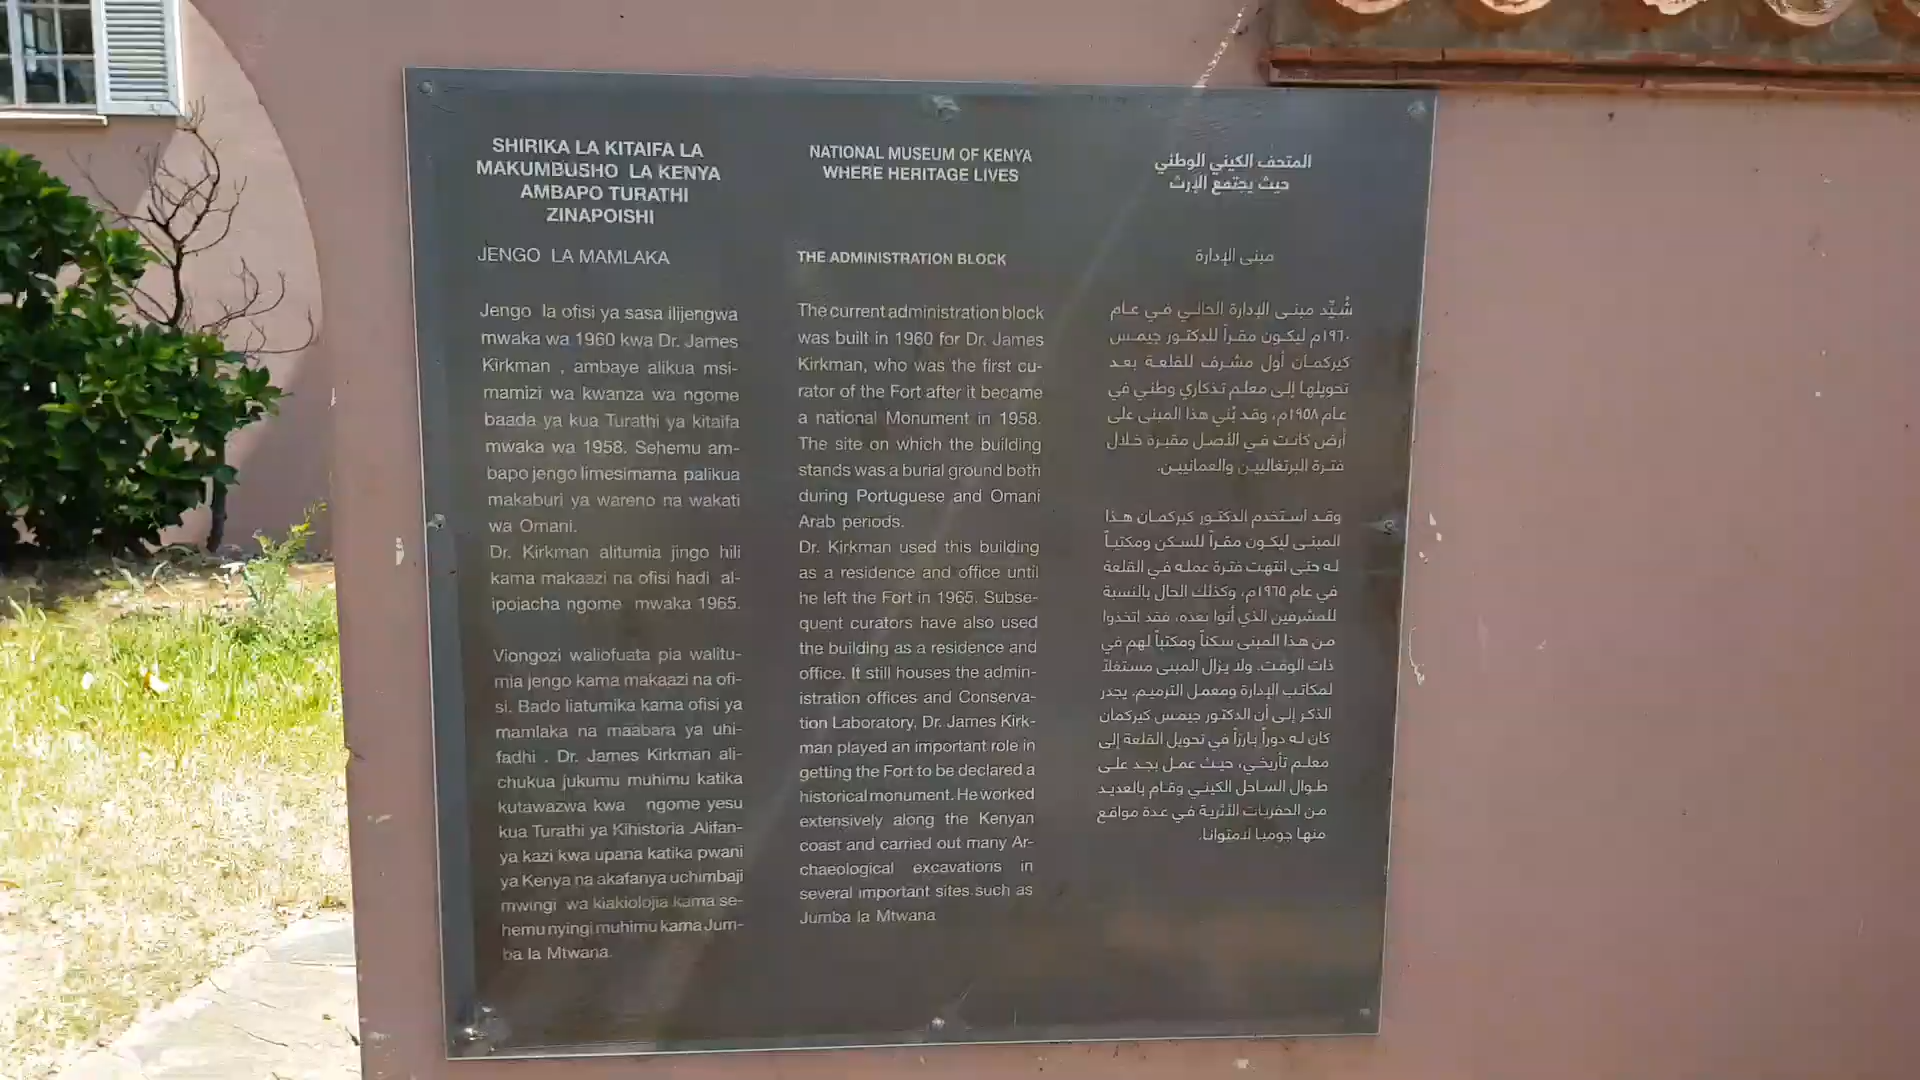 SHIRIKA LA KITAIFA LA
MAKUMBUSHO LA KENYA
AMBAPO TURATHI
ZINAPOISHI
JENGO LA MAMLAKA
Jengo la ofisi ya sasa ilijengwa
mwaka wa 1960 kwa Dr. James
Kirkman , ambaye alikua msi-
mamizi wa kwanza wa ngome
baada ya kua Turathi ya kitaifa
mwaka wa 1958. Sehemu am-
bapo jengo limesimama palikua
makaburi ya wareno na wakati
wa Omani.
Dr. Kirkman alitumia jingo hili
kama makaazi na ofisi hadi al-
ipoiacha ngome mwaka 1965.
Viongozi waliofuata pia walitu-
mia jengo kama makaazi na ofi-
si. Bado liatumika kama ofisi ya
mamlaka na maabara ya uhi-
fadhi . Dr. James Kirkman ali-
chukua jukumu muhimu katika
kutawazwa kwa ngome yesu
kua Turathi ya Kihistoria .Alifan-
ya kazi kwa upana katika pwani
ya Kenya na akafanya uchimbaji
mwingi wa kiakiolojia kama se-
hemu nyingi muhimu kama Jum-
ba la Mtwana.
NATIONAL MUSEUM OF KENYA
WHERE HERITAGE LIVES
THE ADMINISTRATION BLOCK
The current administration block
was built in 1960 for Dr. James
Kirkman, who was the first cu-
rator of the Fort after it became
a national Monument in 1958.
The site on which the building
stands was a burial ground both
during Portuguese and Omani
Arab periods.
Dr. Kirkman used this building
as a residence and office until
he left the Fort in 1965. Subse-
quent curators have also used
the building as a residence and
office. It still houses the admin-
istration offices and Conserva-
tion Laboratory. Dr. James Kirk-
man played an important role in
getting the Fort to be declared a
historical monument. He worked
extensively along the Kenyan
coast and carried out many Ar-
chaeological excavations in
several important sites such as
Jumba la Mtwana
المتحف الكيني الوطني
حيث يجتمع الإرث
مبنى الإدارة
شُيِّد مبنى الإدارة الحالي في عام
١٩٦٠م ليكون مقراً للدكتور جيمس
كيركمان أول مشرف للقلعة بعد
تحويلها إلى معلم تذكاري وطني في
عام ١٩٥٨م، وقد بُني هذا المبنى على
أرض كانت في الأصل مقبرة خلال
فترة البرتغاليين والعمانيين.
وقد استخدم الدكتور كيركمان هذا
المبنى ليكون مقراً للسكن ومكتباً
له حتى انتهت فترة عمله في القلعة
في عام ١٩٦٥م، وكذلك الحال بالنسبة
للمشرفين الذي أتوا بعده، فقد اتخذوا
من هذا المبنى سكناً ومكتباً لهم في
ذات الوقت. ولا يزال المبنى مستغلاً
لمكاتب الإدارة ومعمل الترميم. يجدر
الذكر إلى أن الدكتور جيمس كيركمان
كان له دوراً بارزاً في تحويل القلعة إلى
معلم تأريخي، حيث عمل بجد على
طوال الساحل الكيني وقام بالعديد
من الحفريات الأثرية في عدة مواقع
منها جومبا لامتوانا.